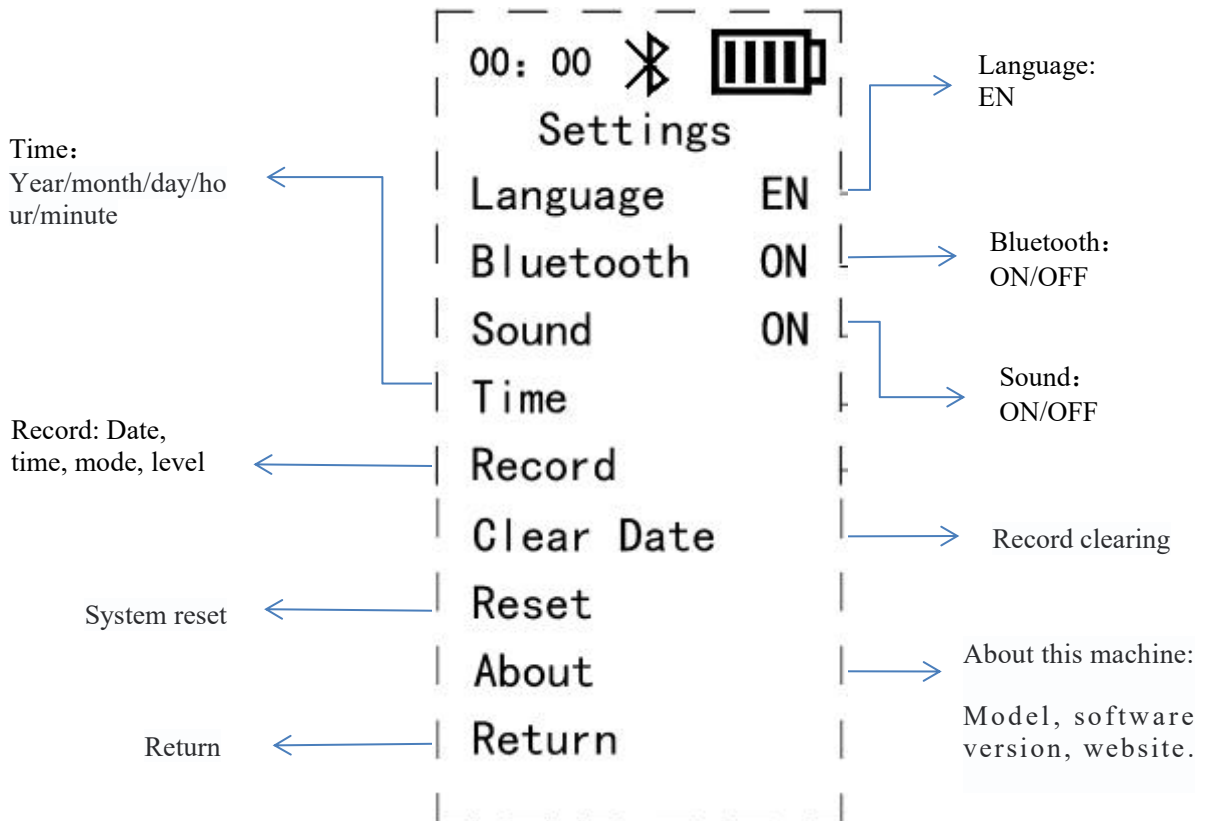 00: 00
Settings
Language EN
Bluetooth ON
Sound ON
Time
Record
Clear Date
Reset
About
Return
Time：
Year/month/day/ho
ur/minute
Record: Date,
time, mode, level
System reset
Return
Language:
EN
Bluetooth：
ON/OFF
Sound：
ON/OFF
Record clearing
About this machine:
Model, software
version, website.